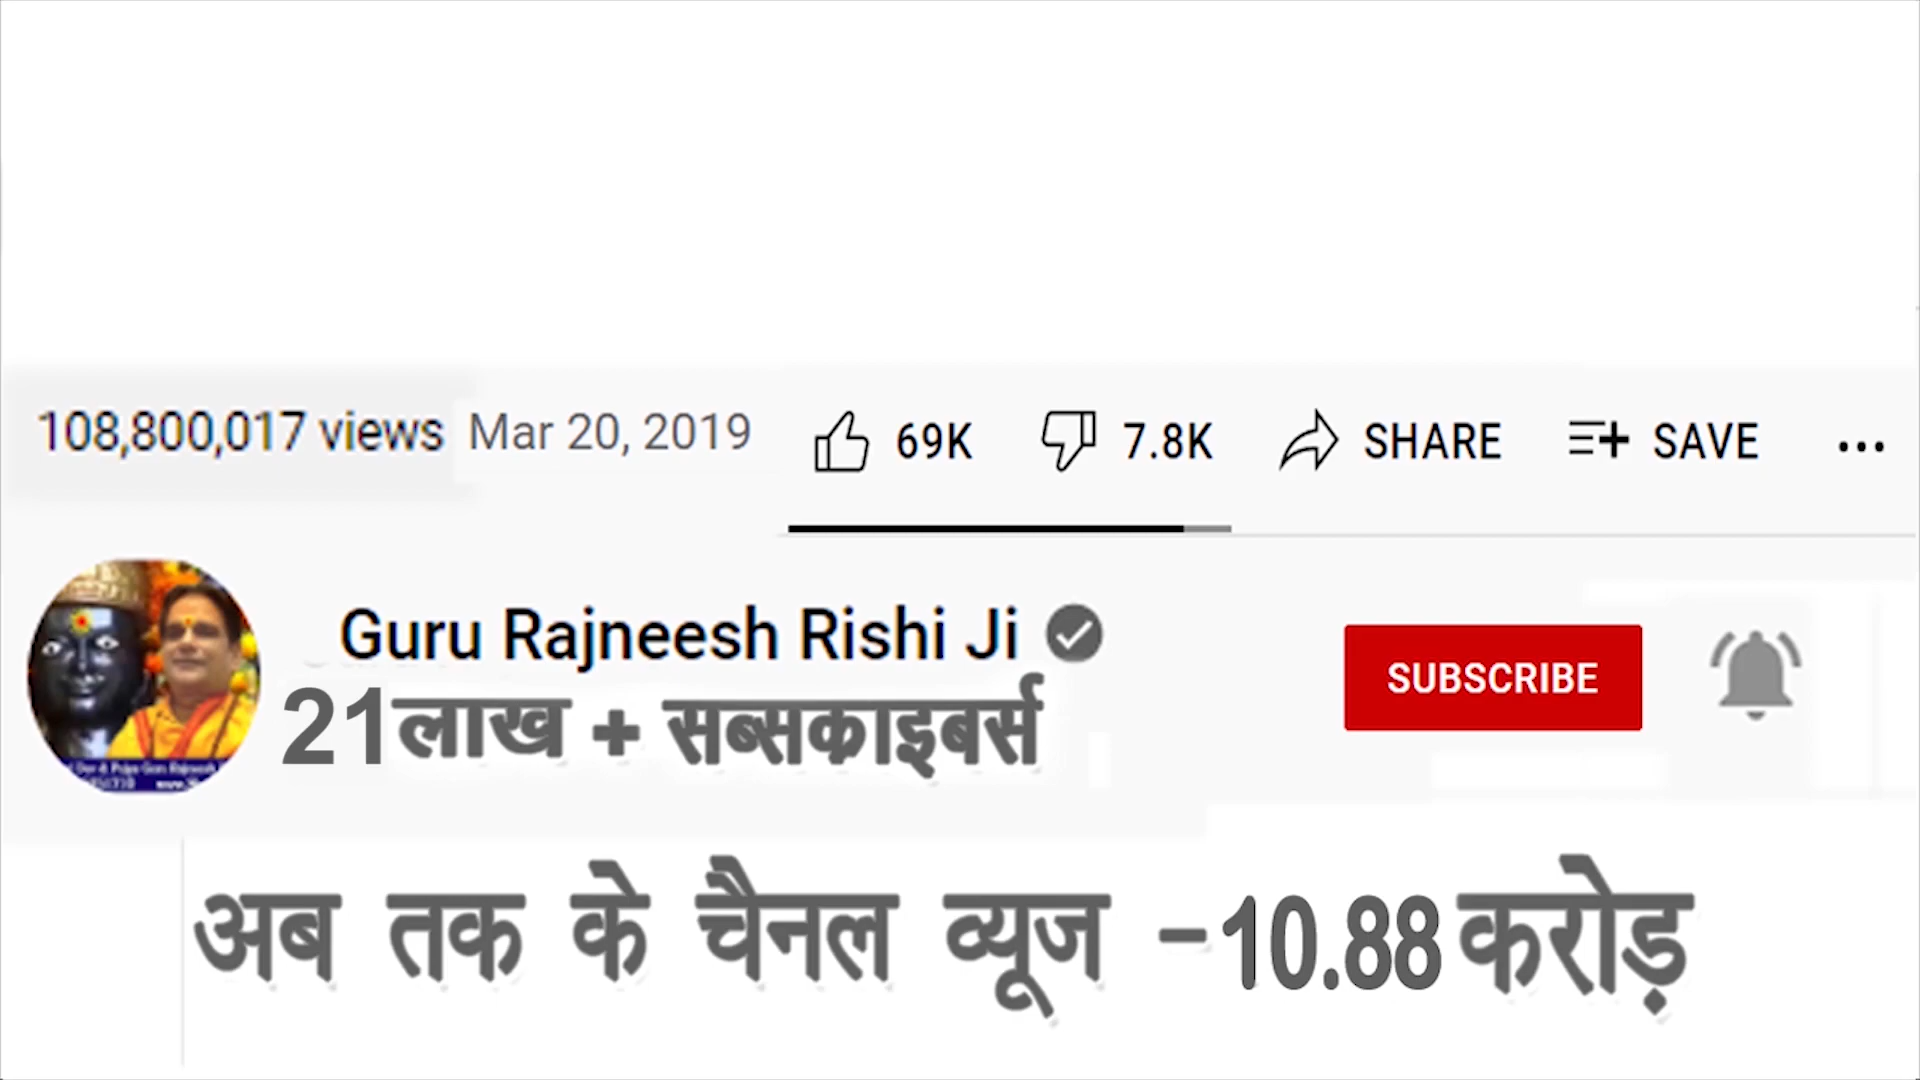 108,800,017 views Mar 20, 2019 69K 7.8K SHARE SAVE
Guru Rajneesh Rishi Ji
SUBSCRIBE
21लाख + सब्सकाइबर्स
अब तक के चैनल व्यूज -10.88 करोड़